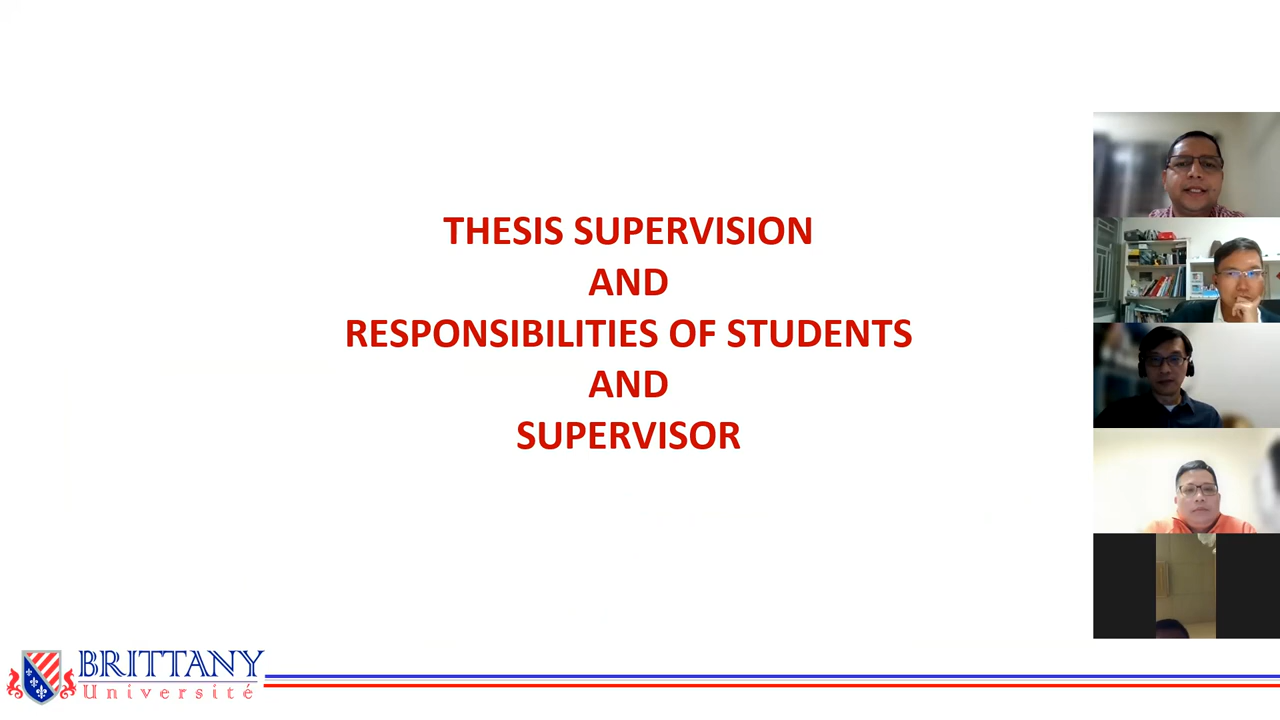 THESIS SUPERVISION
AND
RESPONSIBILITIES OF STUDENTS
AND
SUPERVISOR
BRITTANY
Université